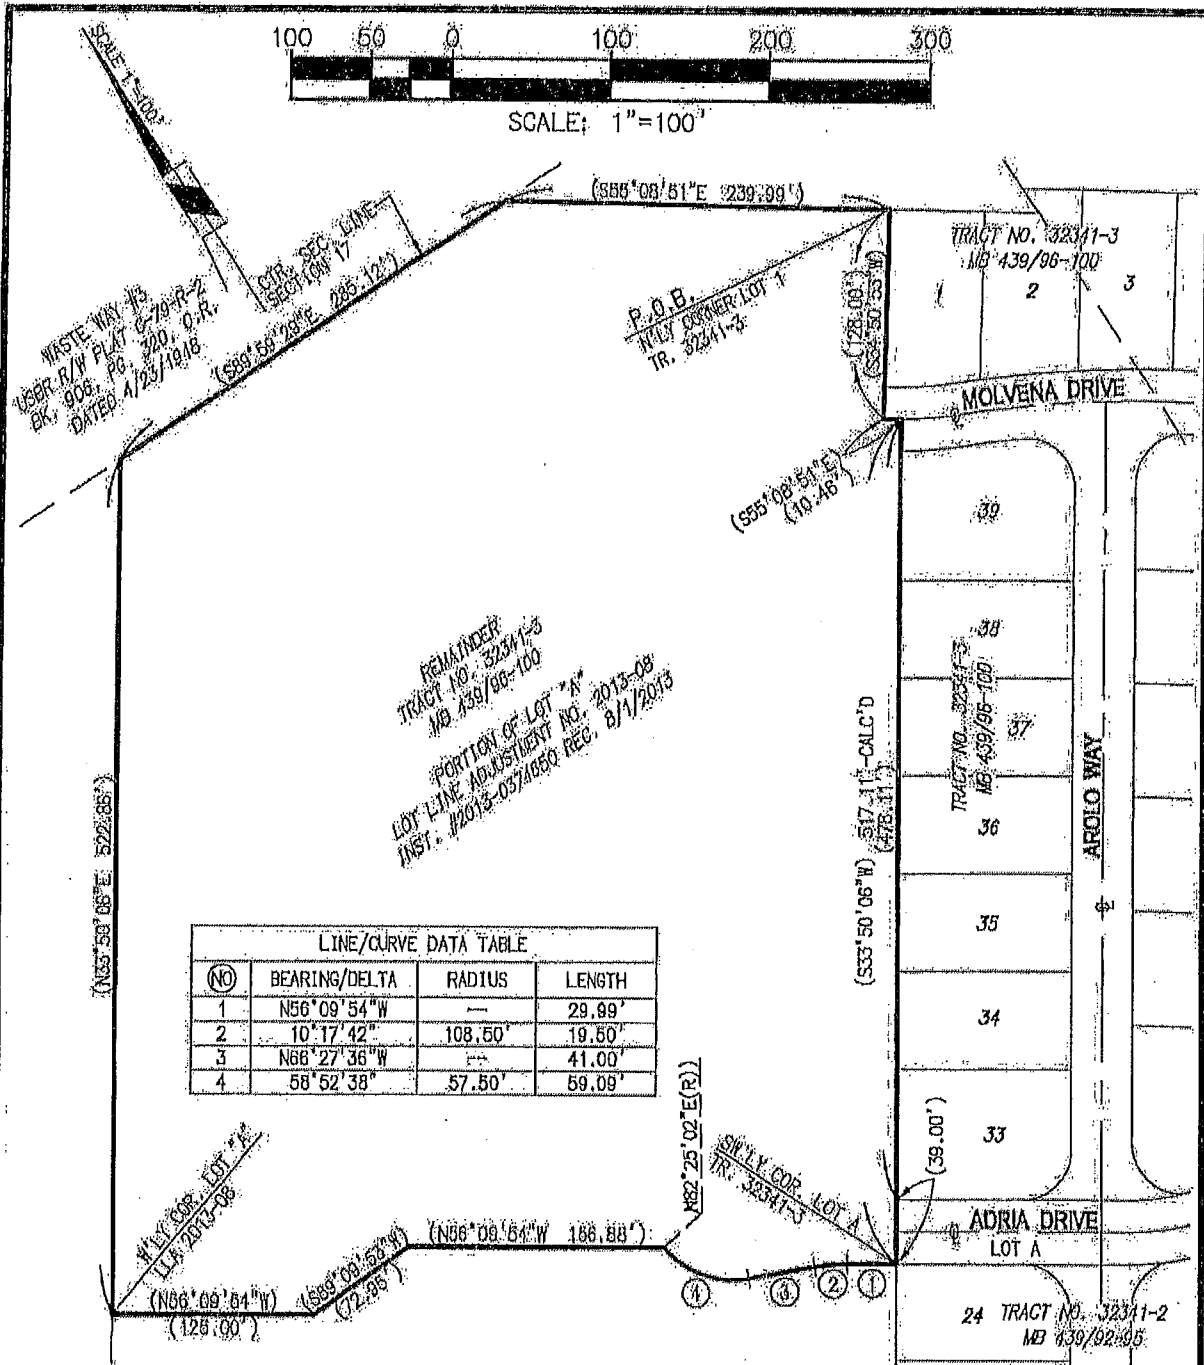 100 50 0 100 200 300
SCALE: 1"=100'
SCALE 1"=100'
(S55°08'51"E 239.99')
CTR. SEC. LINE
SECTION 17
WASTE WAY #3
USBR R/W PLAT
BK. 906, PG. 320, O.R.
DATED 4/23/1948
(S89°59'29"E 285.12')
P.O.B.
N'LY CORNER LOT 1
TR. 32341-3
(128.00')
TRACT NO. 32341-3
MB 439/96-100
1
2
3
MOLVENA DRIVE
(S55°08'51"E)
(10.46')
39
38
37
36
35
34
33
TRACT NO. 32341-3
MB 439/96-100
AROLO WAY
REMAINDER
TRACT NO. 32341-3
MB 439/96-100
PORTION OF LOT "A"
LOT LINE ADJUSTMENT NO. 2013-08
INST. REC. 8/1/2013
(N33°50'06"E 522.86')
(S33°50'06"W) 517.11'-CALC'D
(478.11')
LINE/CURVE DATA TABLE
NO BEARING/DELTA RADIUS LENGTH
1 N56°09'54"W — 29.99'
2 10°17'42" 108.50' 19.50'
3 N66°27'36"W — 41.00'
4 58°52'38" 57.50' 59.09'
N82°25'02"E(R))
SW'LY COR. LOT A
TR. 32341-3
(39.00')
ADRIA DRIVE
LOT A
W'LY COR. LOT "A"
LLA 2013-08
(N56°09'54"W)
(126.00')
(S89°09'53"W)
(72.95')
(N56°09'54"W 166.88')
4
3
2
1
24 TRACT NO. 32341-2
MB 439/92-95